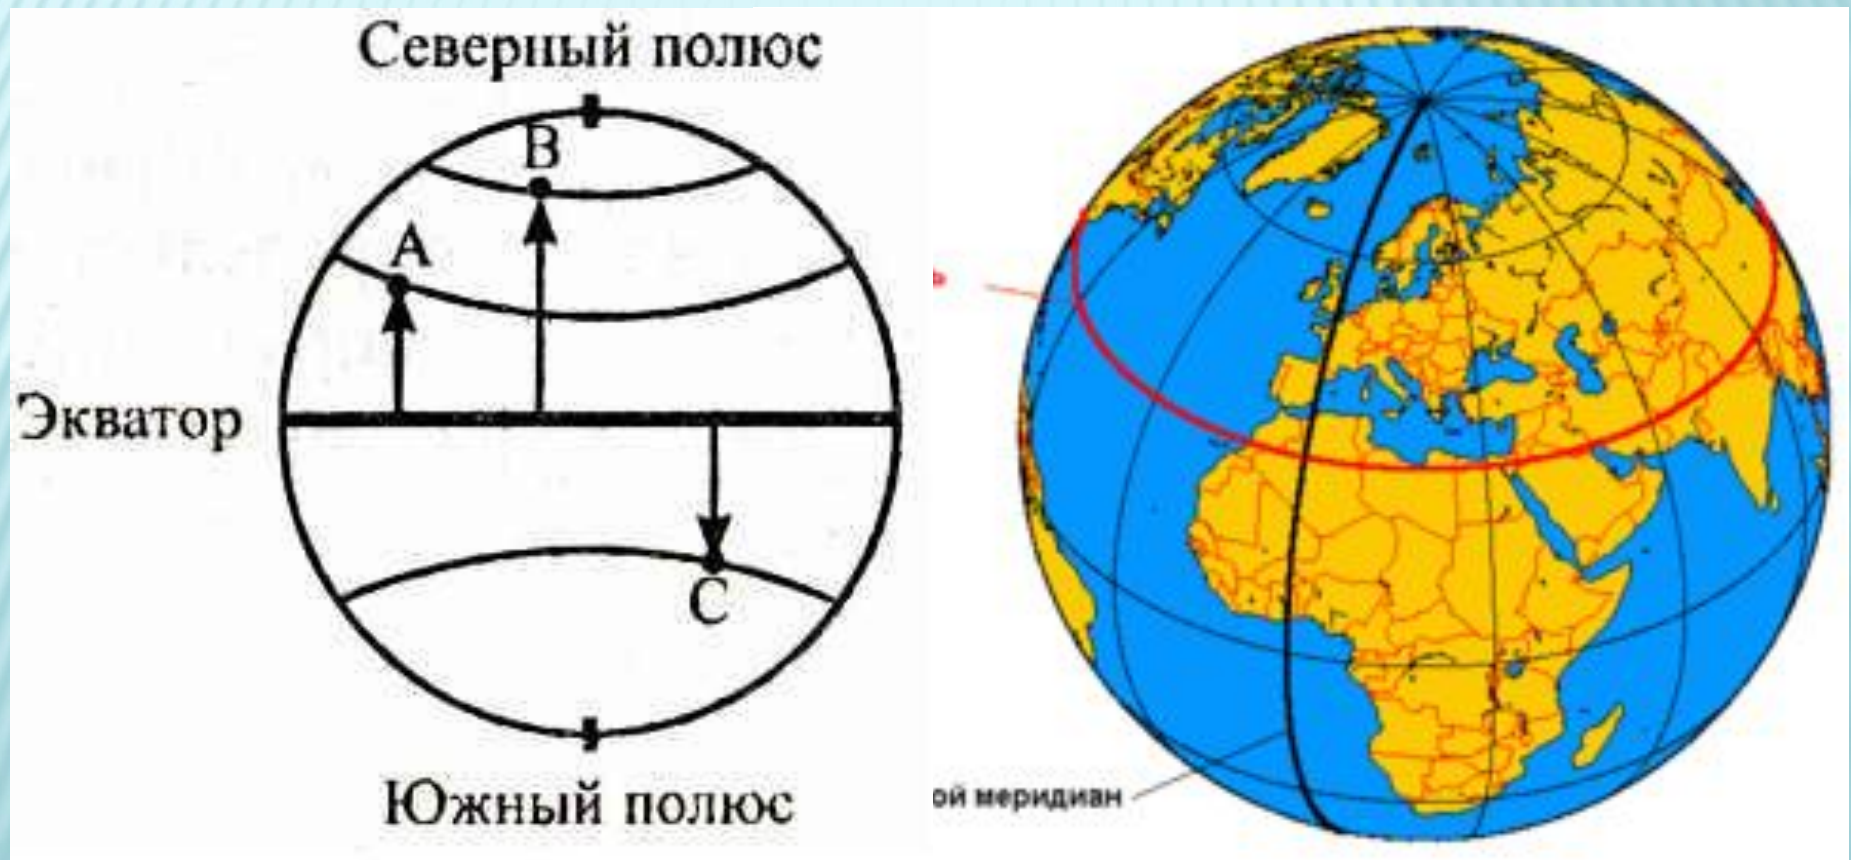 Северный полюс
В
А
Экватор
С
Южный полюс
ой меридиан